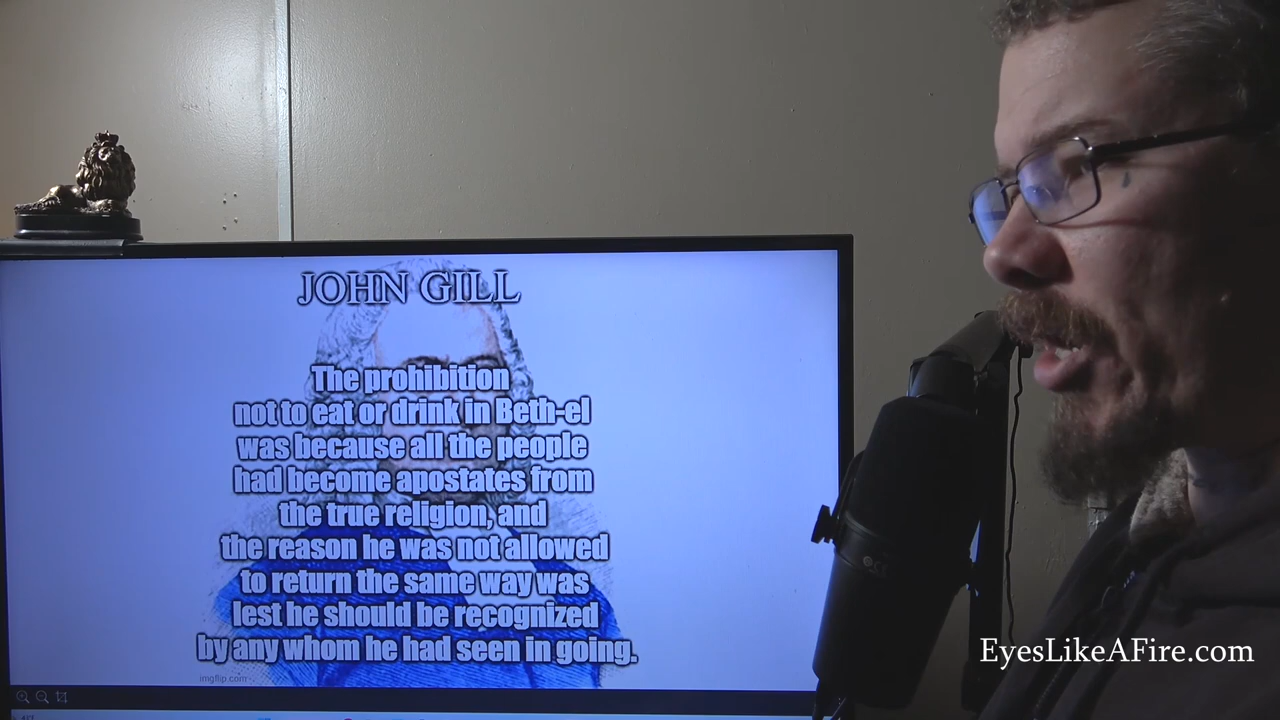 JOHN GILL
The prohibition
not to eat or drink in Beth-el
was because all the people
had become apostates from
the true religion, and
the reason he was not allowed
to return the same way was
lest he should be recognized
by any whom he had seen in going.
imgflip.com
EyesLikeAFire.com